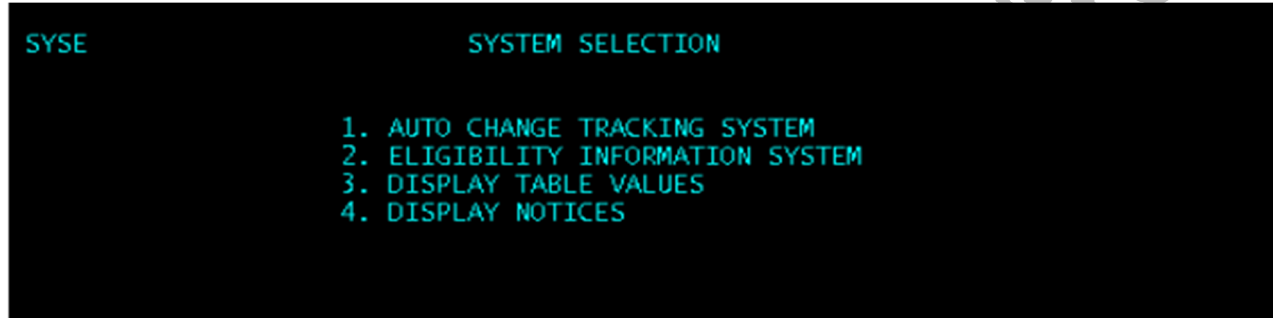 SYSE SYSTEM SELECTION
1. AUTO CHANGE TRACKING SYSTEM
2. ELIGIBILITY INFORMATION SYSTEM
3. DISPLAY TABLE VALUES
4. DISPLAY NOTICES